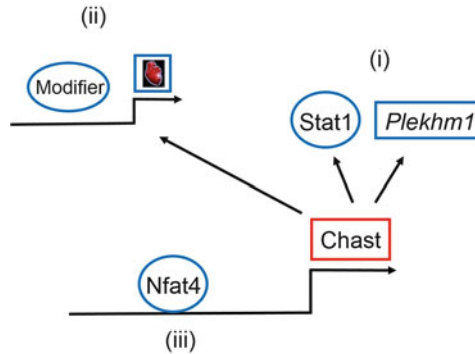 (ii)
(i)
Modifier
Stat1
Plekhm1
Chast
Nfat4
(iii)